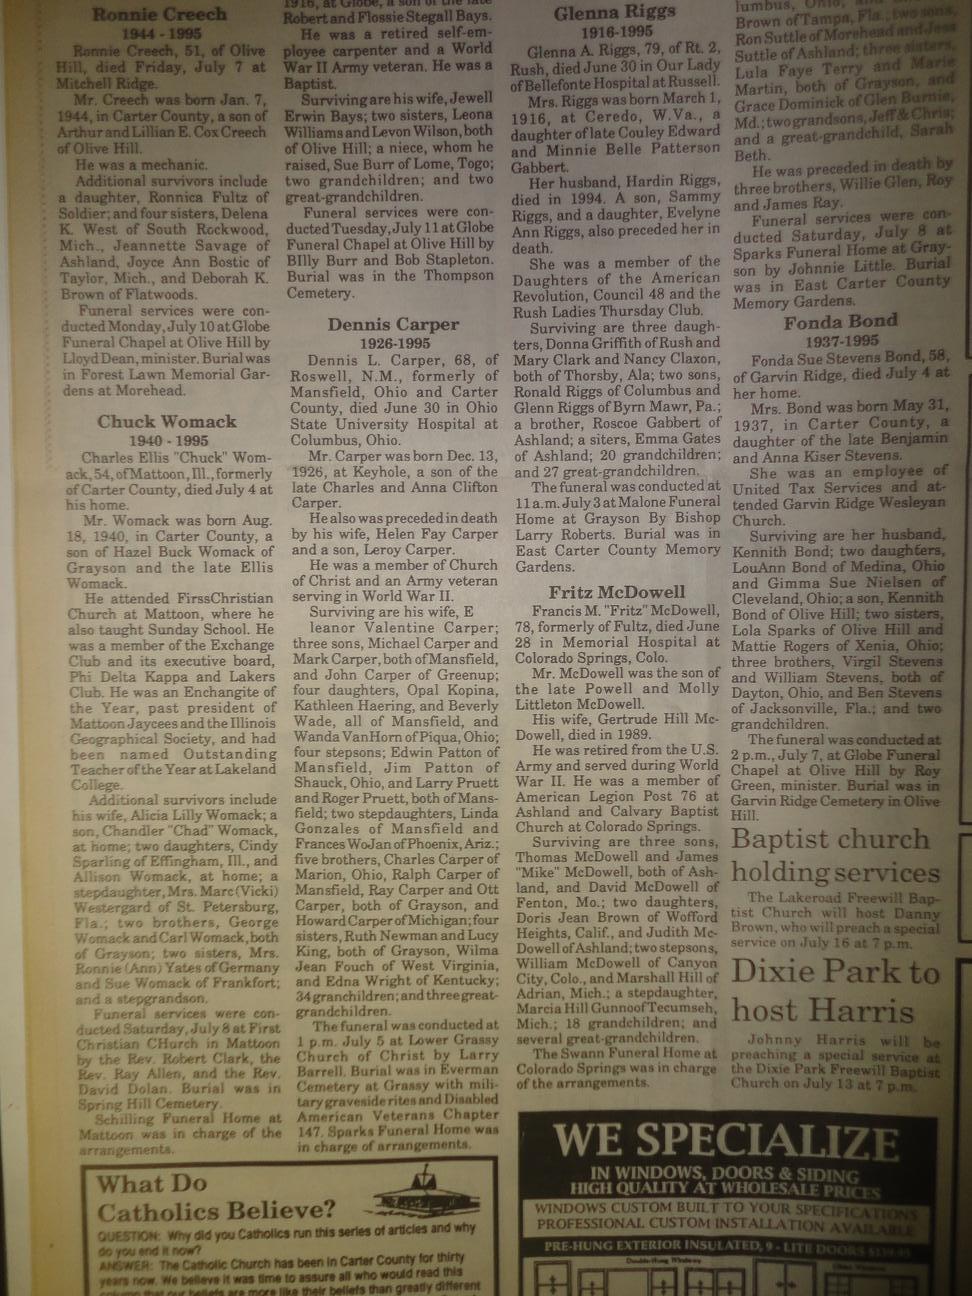 Ronnie Creech
1944 - 1995
Ronnie Creech, 51, of Olive
Hill, died Friday, July 7 at
Mitchell Ridge.
Mr. Creech was born Jan. 7,
1944, in Carter County, a son of
Arthur and Lillian E. Cox Creech
of Olive Hill.
He was a mechanic.
Additional survivors include
a daughter, Ronnica Fultz of
Soldier; and four sisters, Delena
K. West of South Rockwood,
Mich., Jeannette Savage of
Ashland, Joyce Ann Bostic of
Taylor, Mich., and Deborah K.
Brown of Flatwoods.
Funeral services were con-
ducted Monday, July 10 at Globe
Funeral Chapel at Olive Hill by
Lloyd Dean, minister. Burial was
in Forest Lawn Memorial Gar-
dens at Morehead.
Chuck Womack
1940 - 1995
Charles Ellis "Chuck" Wom-
ack, 54, of Mattoon, Ill., formerly
of Carter County, died July 4 at
his home.
Mr. Womack was born Aug.
18, 1940, in Carter County, a
son of Hazel Buck Womack of
Grayson and the late Ellis
Womack.
He attended FirssChristian
Church at Mattoon, where he
also taught Sunday School. He
was a member of the Exchange
Club and its executive board,
Phi Delta Kappa and Lakers
Club. He was an Enchangite of
the Year, past president of
Mattoon Jaycees and the Illinois
Geographical Society, and had
been named Outstanding
Teacher of the Year at Lakeland
College.
Additional survivors include
his wife, Alicia Lilly Womack; a
son, Chandler "Chad" Womack,
at home; two daughters, Cindy
Sparling of Effingham, Ill., and
Allison Womack, at home; a
stepdaughter, Mrs. Marc (Vicki)
Westergard of St. Petersburg,
Fla.; two brothers, George
Womack and Carl Womack, both
of Grayson; two sisters, Mrs.
Ronnie (Ann) Yates of Germany
and Sue Womack of Frankfort;
and a stepgrandson.
Funeral services were con-
ducted Saturday, July 8 at First
Christian CHurch in Mattoon
by the Rev. Robert Clark, the
Rev. Ray Allen, and the Rev.
David Dolan. Burial was in
Spring Hill Cemetery.
Schilling Funeral Home at
Mattoon was in charge of the
arrangements.
1916, at Globe, a son of the late
Robert and Flossie Stegall Bays.
He was a retired self-em-
ployee carpenter and a World
War II Army veteran. He was a
Baptist.
Surviving are his wife, Jewell
Erwin Bays; two sisters, Leona
Williams and Levon Wilson, both
of Olive Hill; a niece, whom he
raised, Sue Burr of Lome, Togo;
two grandchildren; and two
great-grandchildren.
Funeral services were con-
ducted Tuesday, July 11 at Globe
Funeral Chapel at Olive Hill by
BIlly Burr and Bob Stapleton.
Burial was in the Thompson
Cemetery.
Dennis Carper
1926-1995
Dennis L. Carper, 68, of
Roswell, N.M., formerly of
Mansfield, Ohio and Carter
County, died June 30 in Ohio
State University Hospital at
Columbus, Ohio.
Mr. Carper was born Dec. 13,
1926, at Keyhole, a son of the
late Charles and Anna Clifton
Carper.
He also was preceded in death
by his wife, Helen Fay Carper
and a son, Leroy Carper.
He was a member of Church
of Christ and an Army veteran
serving in World War II.
Surviving are his wife, E
leanor Valentine Carper;
three sons, Michael Carper and
Mark Carper, both of Mansfield,
and John Carper of Greenup;
four daughters, Opal Kopina,
Kathleen Haering, and Beverly
Wade, all of Mansfield, and
Wanda VanHorn of Piqua, Ohio;
four stepsons; Edwin Patton of
Mansfield, Jim Patton of
Shauck, Ohio, and Larry Pruett
and Roger Pruett, both of Mans-
field; two stepdaughters, Linda
Gonzales of Mansfield and
Frances WoJan of Phoenix, Ariz.;
five brothers, Charles Carper of
Marion, Ohio, Ralph Carper of
Mansfield, Ray Carper and Ott
Carper, both of Grayson, and
Howard Carper of Michigan; four
sisters, Ruth Newman and Lucy
King, both of Grayson, Wilma
Jean Fouch of West Virginia,
and Edna Wright of Kentucky;
34 granchildren; and three great-
grandchildren.
The funeral was conducted at
1 p.m. July 5 at Lower Grassy
Church of Christ by Larry
Barrell. Burial was in Everman
Cemetery at Grassy with mili-
tary graveside rites and Disabled
American Veterans Chapter
147. Sparks Funeral Home was
in charge of arrangements.
Glenna Riggs
1916-1995
Glenna A. Riggs, 79, of Rt. 2,
Rush, died June 30 in Our Lady
of Bellefonte Hospital at Russell.
Mrs. Riggs was born March 1,
1916, at Ceredo, W.Va., a
daughter of late Couley Edward
and Minnie Belle Patterson
Gabbert.
Her husband, Hardin Riggs,
died in 1994. A son, Sammy
Riggs, and a daughter, Evelyne
Ann Riggs, also preceded her in
death.
She was a member of the
Daughters of the American
Revolution, Council 48 and the
Rush Ladies Thursday Club.
Surviving are three daugh-
ters, Donna Griffith of Rush and
Mary Clark and Nancy Claxon,
both of Thorsby, Ala; two sons,
Ronald Riggs of Columbus and
Glenn Riggs of Byrn Mawr, Pa.;
a brother, Roscoe Gabbert of
Ashland; a siters, Emma Gates
of Ashland; 20 grandchildren;
and 27 great-grandchildren.
The funeral was conducted at
11 a.m. July 3 at Malone Funeral
Home at Grayson By Bishop
Larry Roberts. Burial was in
East Carter County Memory
Gardens.
Fritz McDowell
Francis M. "Fritz" McDowell,
78, formerly of Fultz, died June
28 in Memorial Hospital at
Colorado Springs, Colo.
Mr. McDowell was the son of
the late Powell and Molly
Littleton McDowell.
His wife, Gertrude Hill Mc-
Dowell, died in 1989.
He was retired from the U.S.
Army and served during World
War II. He was a member of
American Legion Post 76 at
Ashland and Calvary Baptist
Church at Colorado Springs.
Surviving are three sons,
Thomas McDowell and James
"Mike" McDowell, both of Ash-
land, and David McDowell of
Fenton, Mo.; two daughters,
Doris Jean Brown of Wofford
Heights, Calif., and Judith Mc-
Dowell of Ashland; two stepsons,
William McDowell of Canyon
City, Colo., and Marshall Hill of
Adrian, Mich.; a stepdaughter,
Marcia Hill Gunnoof Tecumseh,
Mich.; 18 grandchildren; and
several great-grandchildren.
The Swann Funeral Home at
Colorado Springs was in charge
of the arrangements.
lumbus, Ohio, and
Brown of Tampa, Fla.; two sons,
Ron Suttle of Morehead and Jess
Suttle of Ashland; three sisters,
Lula Faye Terry and Marie
Martin, both of Grayson, and
Grace Dominick of Glen Burnie,
Md.; two grandsons, Jeff & Chris;
and a great-grandchild, Sarah
Beth.
He was preceded in death by
three brothers, Willie Glen, Roy
and James Ray.
Funeral services were con-
ducted Saturday, July 8 at
Sparks Funeral Home at Gray-
son by Johnnie Little. Burial
was in East Carter County
Memory Gardens.
Fonda Bond
1937-1995
Fonda Sue Stevens Bond, 58,
of Garvin Ridge, died July 4 at
her home.
Mrs. Bond was born May 31,
1937, in Carter County, a
daughter of the late Benjamin
and Anna Kiser Stevens.
She was an employee of
United Tax Services and at-
tended Garvin Ridge Wesleyan
Church.
Surviving are her husband,
Kennith Bond; two daughters,
LouAnn Bond of Medina, Ohio
and Gimma Sue Nielsen of
Cleveland, Ohio; a son, Kennith
Bond of Olive Hill; two sisters,
Lola Sparks of Olive Hill and
Mattie Rogers of Xenia, Ohio;
three brothers, Virgil Stevens
and William Stevens, both of
Dayton, Ohio, and Ben Stevens
of Jacksonville, Fla.; and two
grandchildren.
The funeral was conducted at
2 p.m., July 7, at Globe Funeral
Chapel at Olive Hill by Roy
Green, minister. Burial was in
Garvin Ridge Cemetery in Olive
Hill.
Baptist church
holding services
The Lakeroad Freewill Bap-
tist Church will host Danny
Brown, who will preach a special
service on July 16 at 7 p.m.
Dixie Park to
host Harris
Johnny Harris will be
preaching a special service at
the Dixie Park Freewill Baptist
Church on July 13 at 7 p.m.
What Do
Catholics Believe?
QUESTION: Why did you Catholics run this series of articles and why
do you end it now?
ANSWER: The Catholic Church has been in Carter County for thirty
years now. We believe it was time to assure all who would read this
column that our beliefs are more like their beliefs than greatly different
WE SPECIALIZE
IN WINDOWS, DOORS & SIDING
HIGH QUALITY AT WHOLESALE PRICES
WINDOWS CUSTOM BUILT TO YOUR SPECIFICATIONS
PROFESSIONAL CUSTOM INSTALLATION AVAILABLE
PRE-HUNG EXTERIOR INSULATED, 9 - LITE DOORS
Double-Hung Windows